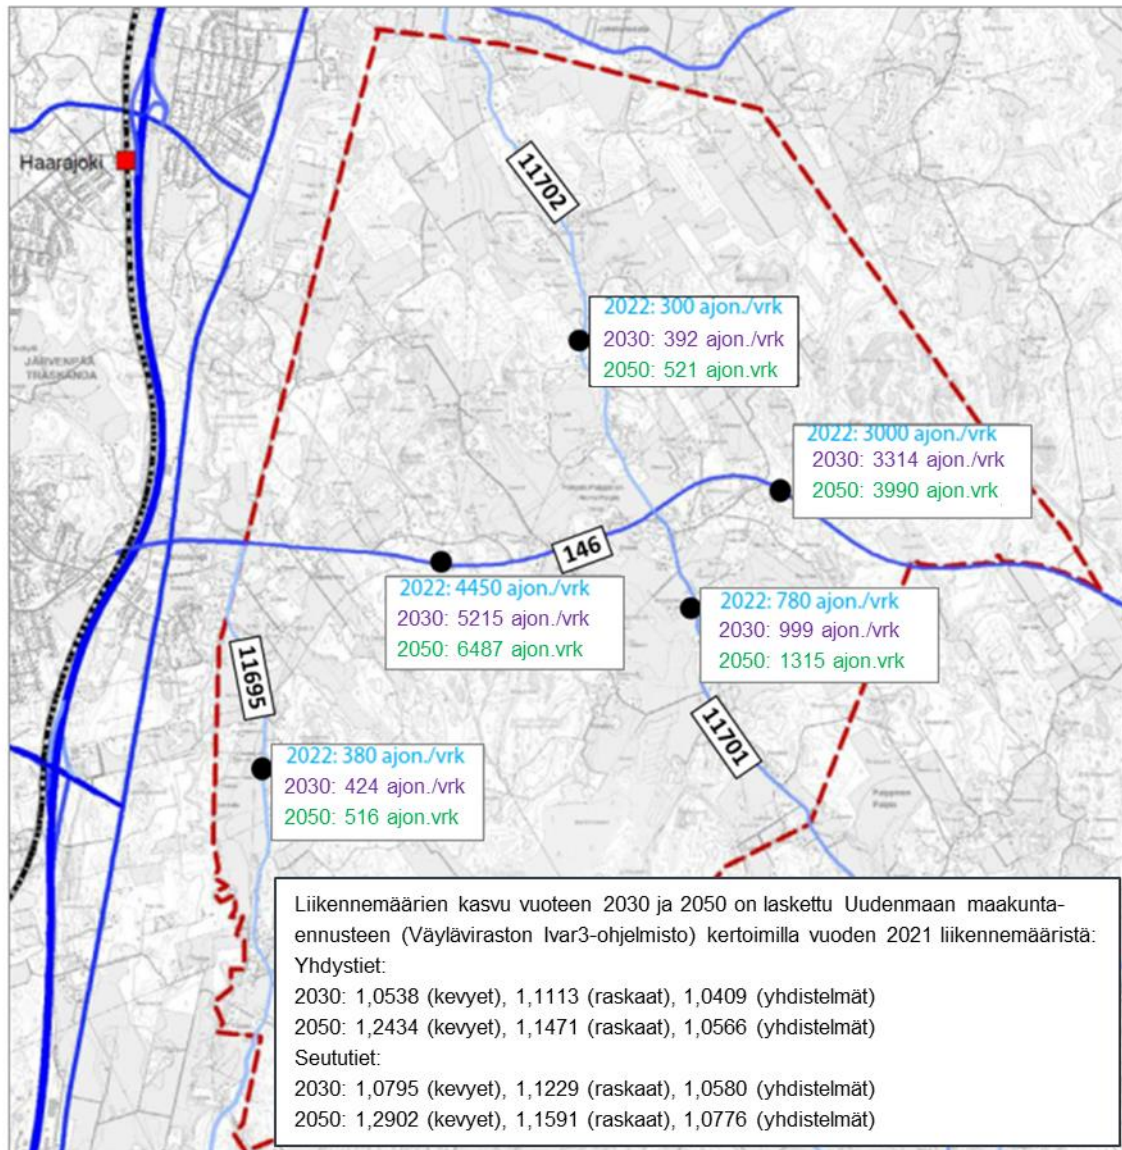 Haarajoki
11702
2022: 300 ajon./vrk
2030: 392 ajon./vrk
2050: 521 ajon.vrk
JÄRVENPÄÄ
TRÄSKÄNDA
2022: 3000 ajon./vrk
2030: 3314 ajon./vrk
2050: 3990 ajon.vrk
146
2022: 4450 ajon./vrk
2030: 5215 ajon./vrk
2050: 6487 ajon.vrk
2022: 780 ajon./vrk
2030: 999 ajon./vrk
2050: 1315 ajon.vrk
11695
11701
2022: 380 ajon./vrk
2030: 424 ajon./vrk
2050: 516 ajon.vrk
Liikennemäärien kasvu vuoteen 2030 ja 2050 on laskettu Uudenmaan maakunta-
ennusteen (Väyläviraston Ivar3-ohjelmisto) kertoimilla vuoden 2021 liikennemääristä:
Yhdystiet:
2030: 1,0538 (kevyet), 1,1113 (raskaat), 1,0409 (yhdistelmät)
2050: 1,2434 (kevyet), 1,1471 (raskaat), 1,0566 (yhdistelmät)
Seututiet:
2030: 1,0795 (kevyet), 1,1229 (raskaat), 1,0580 (yhdistelmät)
2050: 1,2902 (kevyet), 1,1591 (raskaat), 1,0776 (yhdistelmät)